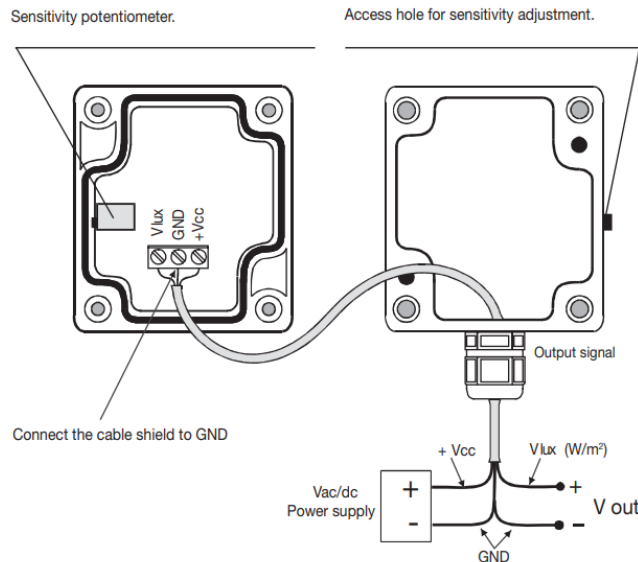 Sensitivity potentiometer.
Access hole for sensitivity adjustment.
Vlux
GND
+Vcc
Output signal
Connect the cable shield to GND
+ Vcc
Vlux (W/m²)
Vac/dc
Power supply
+
-
+
-
V out
GND